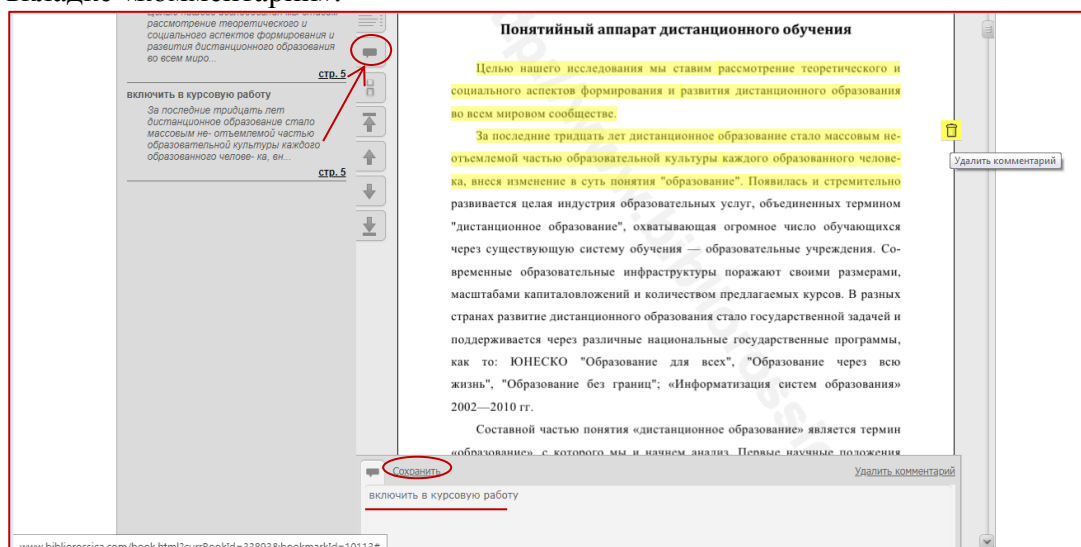 рассмотрение теоретического и
социального аспектов формирования и
развития дистанционного образования
во всем миро...
стр. 5
включить в курсовую работу
За последние тридцать лет
дистанционное образование стало
массовым не- отъемлемой частью
образовательной культуры каждого
образованного челове- ка, вн...
стр. 5
Понятийный аппарат дистанционного обучения
Целью нашего исследования мы ставим рассмотрение теоретического и
социального аспектов формирования и развития дистанционного образования
во всем мировом сообществе.
За последние тридцать лет дистанционное образование стало массовым не-
отъемлемой частью образовательной культуры каждого образованного челове-
ка, внеся изменение в суть понятия "образование". Появилась и стремительно
развивается целая индустрия образовательных услуг, объединенных термином
"дистанционное образование", охватывающая огромное число обучающихся
через существующую систему обучения — образовательные учреждения. Со-
временные образовательные инфраструктуры поражают своими размерами,
масштабами капиталовложений и количеством предлагаемых курсов. В разных
странах развитие дистанционного образования стало государственной задачей и
поддерживается через различные национальные государственные программы,
как то: ЮНЕСКО "Образование для всех", "Образование через всю
жизнь", "Образование без границ"; «Информатизация систем образования»
2002—2010 гг.
Составной частью понятия «дистанционное образование» является термин
«образование», с которого мы и начнем анализ. Первые научные положения
Удалить комментарий
Сохранить
Удалить комментарий
включить в курсовую работу